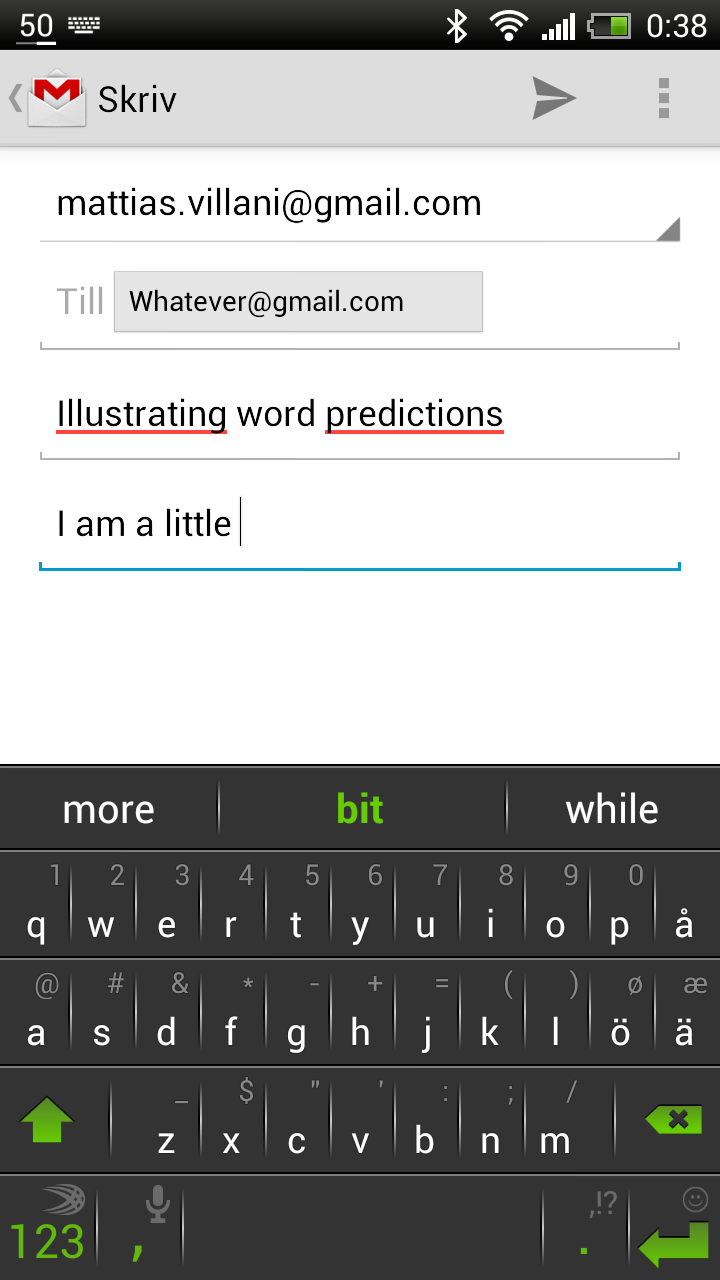 50 0:38
Skriv
mattias.villani@gmail.com
Till Whatever@gmail.com
Illustrating word predictions
I am a little
more bit while
1 2 3 4 5 6 7 8 9 0
q w e r t y u i o p å
@ # & * - + = ( ) ø æ
a s d f g h j k l ö ä
_ $ " ' : ; /
z x c v b n m
,!?
123 , .